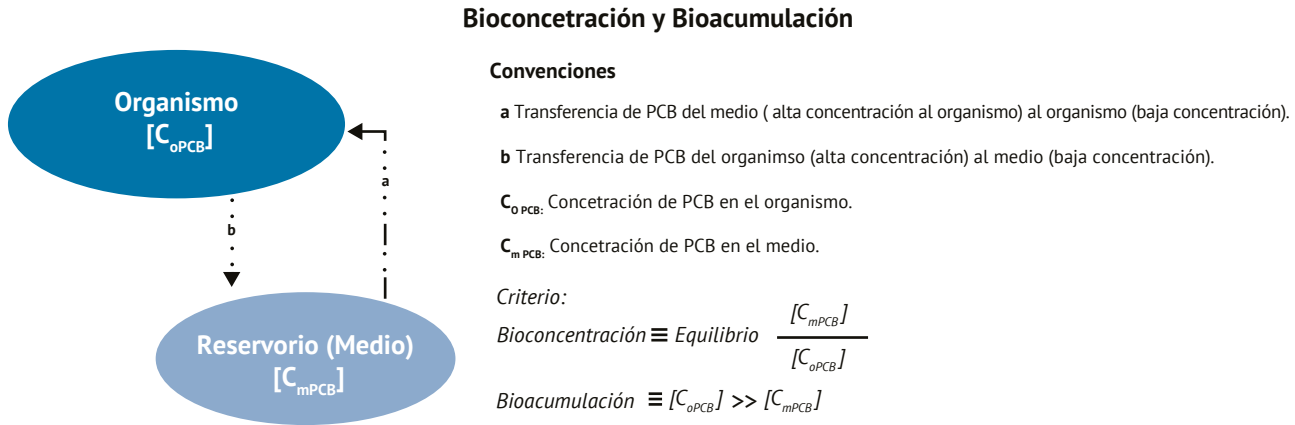 Bioconcetración y Bioacumulación
Organismo
[CoPCB]
a
b
Reservorio (Medio)
[CmPCB]
Convenciones
a Transferencia de PCB del medio ( alta concentración al organismo) al organismo (baja concentración).
b Transferencia de PCB del organimso (alta concentración) al medio (baja concentración).
CO PCB: Concetración de PCB en el organismo.
Cm PCB: Concetración de PCB en el medio.
Criterio:
Bioconcentración ≡ Equilibrio [CmPCB]
[CoPCB]
Bioacumulación ≡ [CoPCB] >> [CmPCB]